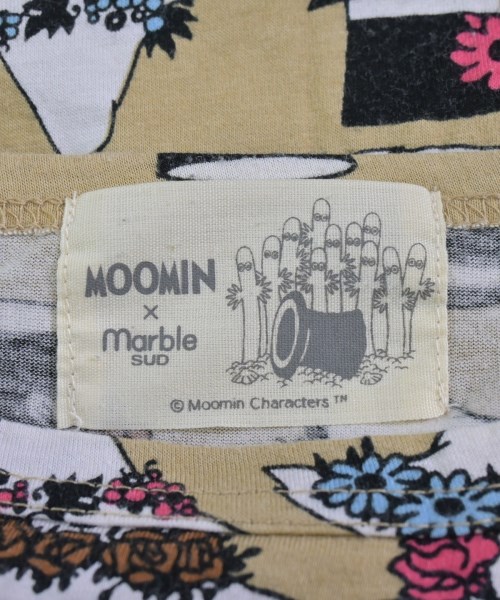 MOOMIN
×
marble
SUD
© Moomin Characters ™